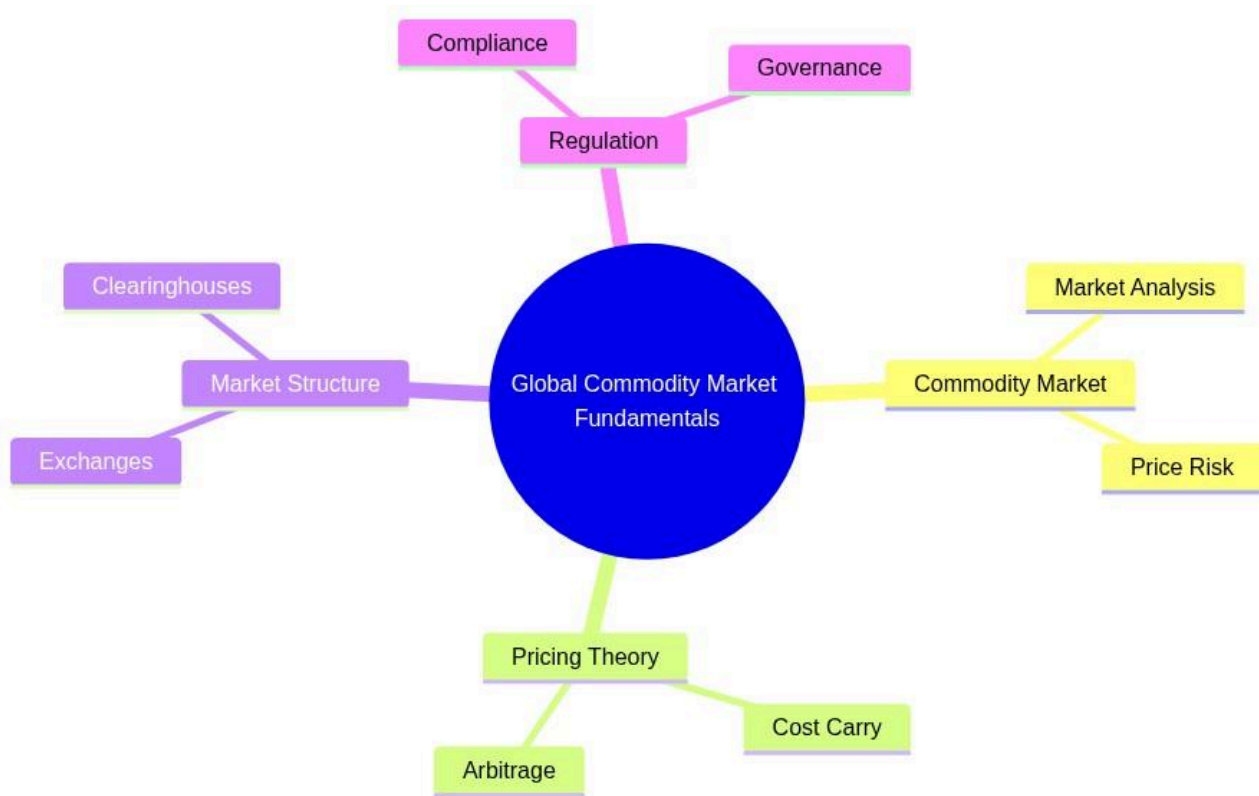 Compliance
Governance
Regulation
Clearinghouses
Market Analysis
Market Structure
Global Commodity Market
Fundamentals
Commodity Market
Exchanges
Price Risk
Pricing Theory
Cost Carry
Arbitrage